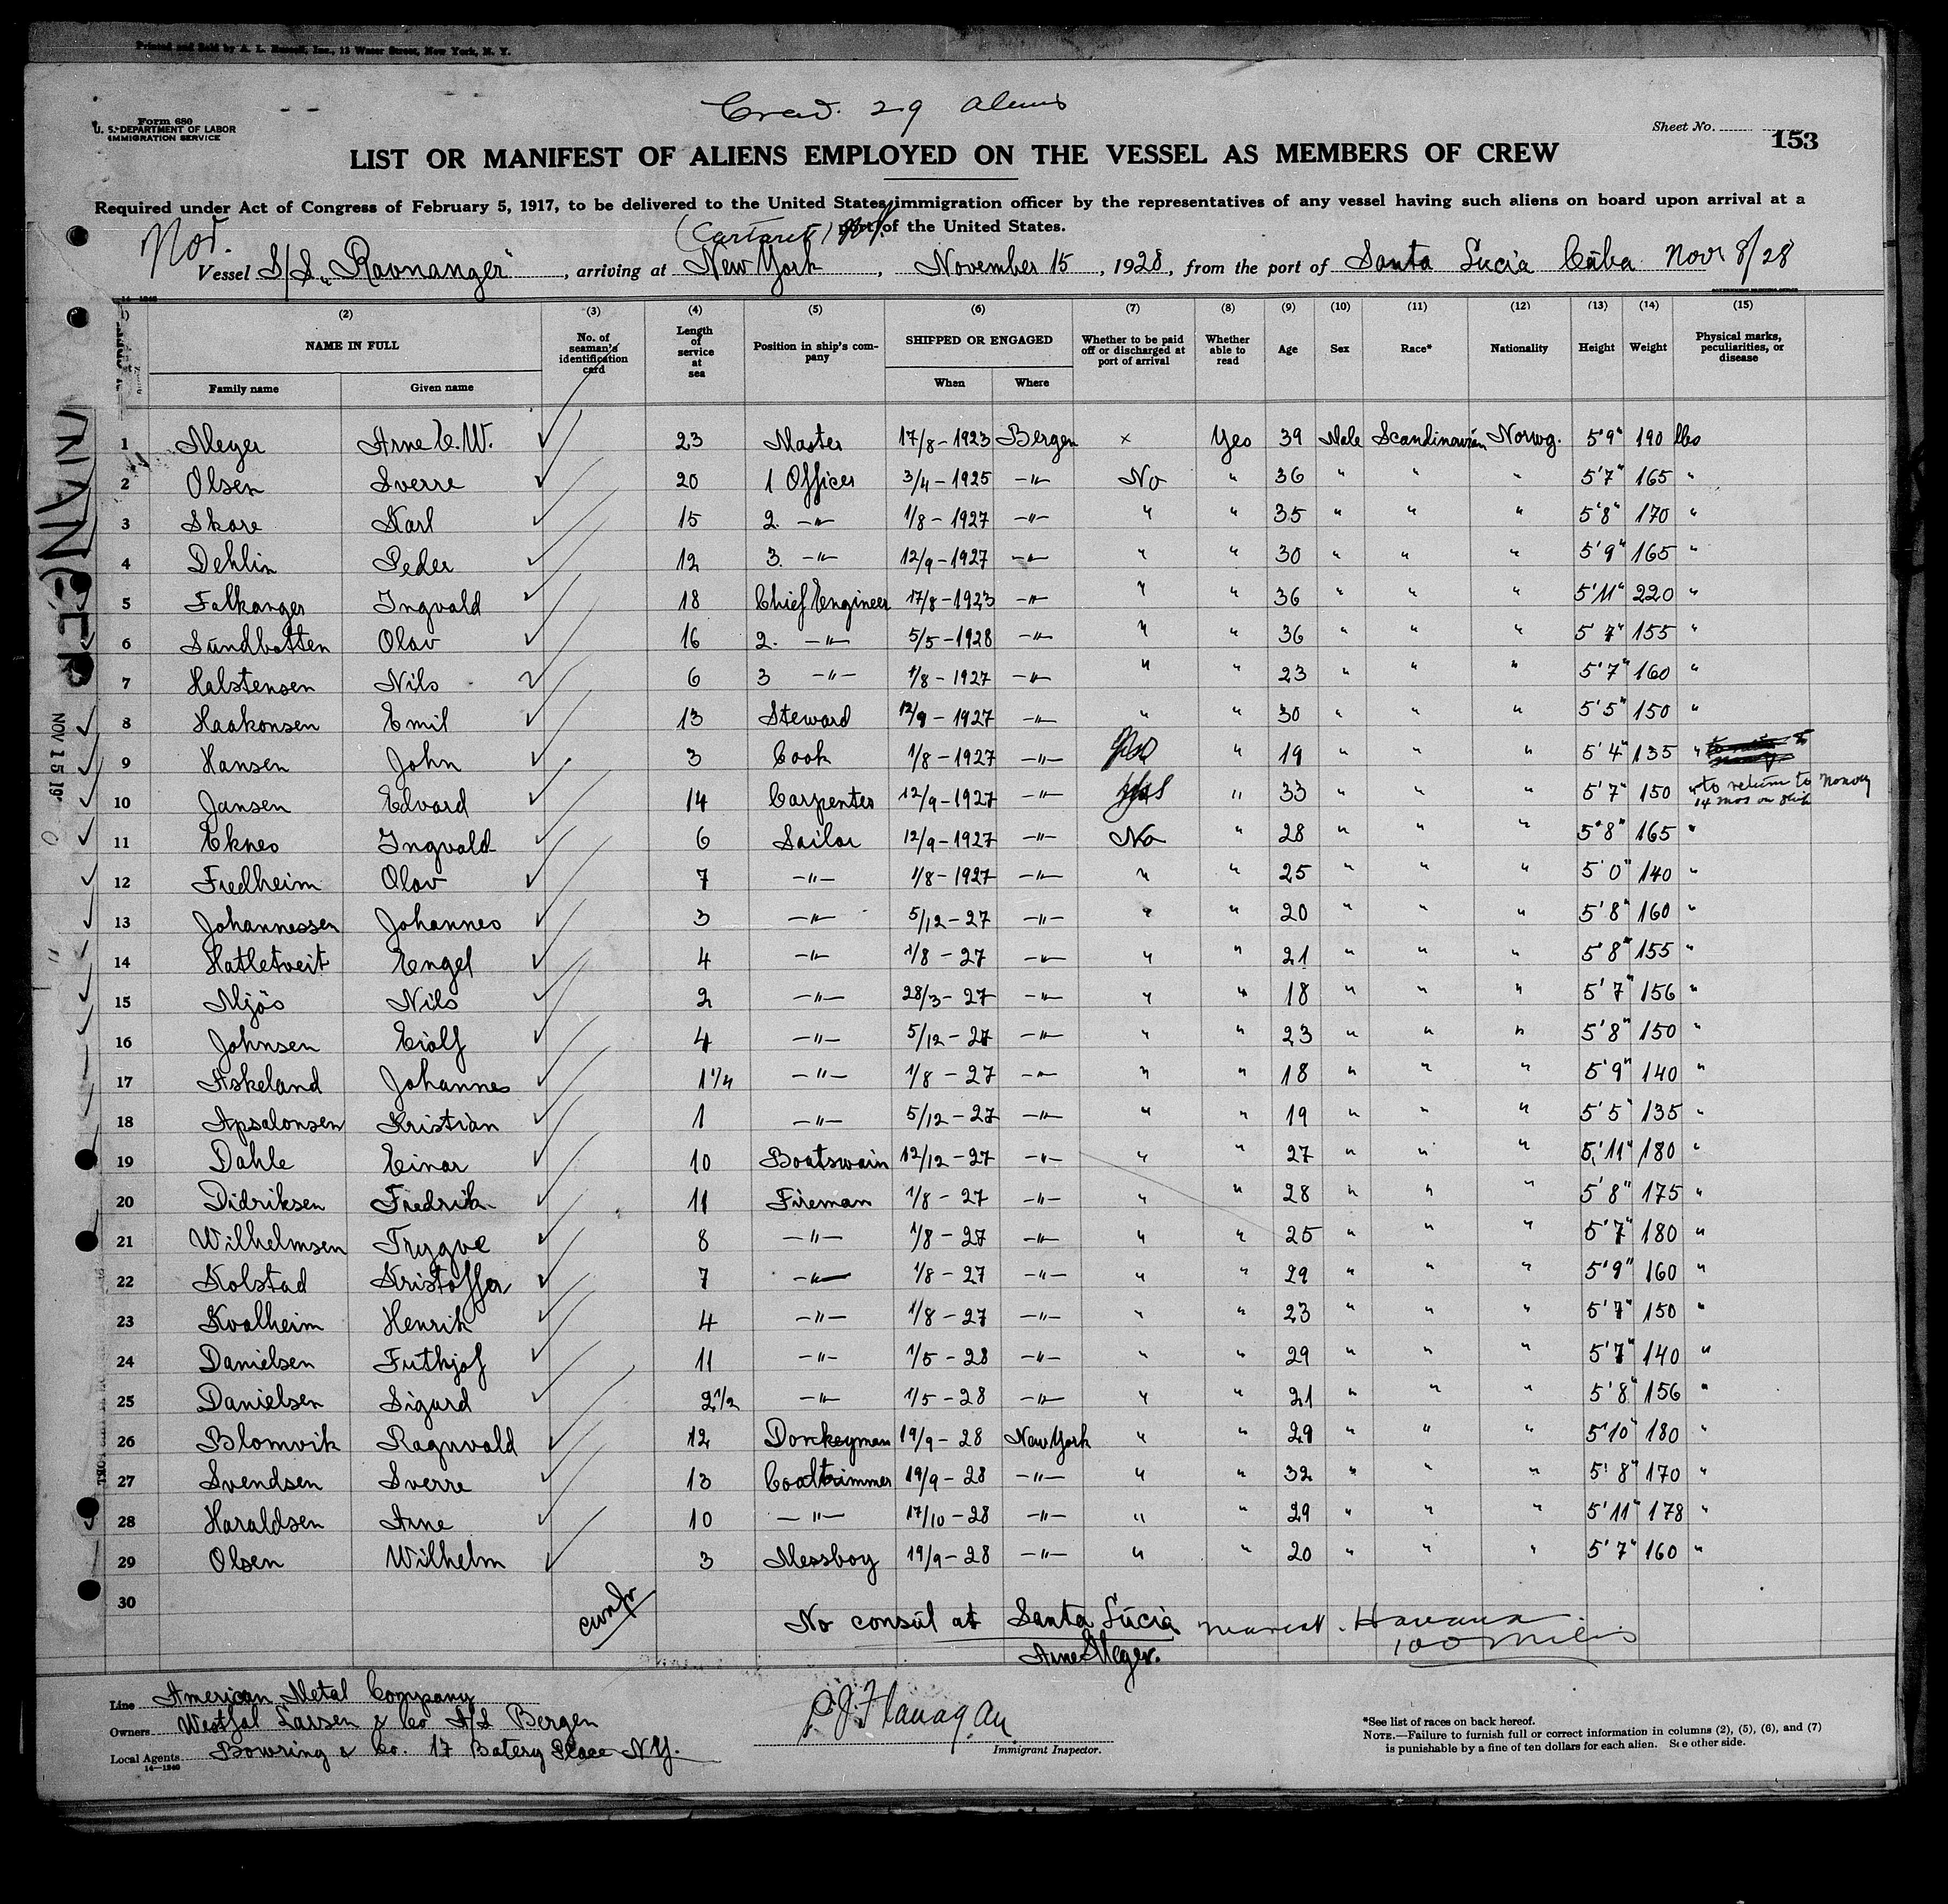 Printed and Sold by A. L. Russell, Inc., 12 Water Street, New York, N. Y.
29 aliens
Form 680
U. S. DEPARTMENT OF LABOR
IMMIGRATION SERVICE
Sheet No. 153
LIST OR MANIFEST OF ALIENS EMPLOYED ON THE VESSEL AS MEMBERS OF CREW
Required under Act of Congress of February 5, 1917, to be delivered to the United States immigration officer by the representatives of any vessel having such aliens on board upon arrival at a
port of the United States.
Nor. (Carteret)
Vessel S/S "Ravnanger", arriving at New York, November 15, 1928, from the port of Santa Lucia Cuba Nov 8/28
(1) (2) (3) (4) (5) (6) (7) (8) (9) (10) (11) (12) (13) (14) (15)
NAME IN FULL
Family name Given name
No. of seaman's identification card
Length of service at sea
Position in ship's company
SHIPPED OR ENGAGED
When Where
Whether to be paid off or discharged at port of arrival
Whether able to read
Age Sex Race* Nationality Height Weight
Physical marks, peculiarities, or disease
1 Meyer Arne C.W. 23 Master 17/8-1923 Bergen x Yes 39 Male Scandinavian Norwg. 5'9" 190 lbs
2 Olsen Sverre 20 1 Officer 3/4-1925 -"- No " 36 " " " 5'7" 165 "
3 Skare Karl 15 2. -"- 1/8-1927 -"- " " 35 " " " 5'8" 170 "
4 Dehlin Peder 12 3. -"- 12/9-1927 -"- " " 30 " " " 5'9" 165 "
5 Falkanger Ingvald 18 Chief Engineer 17/8-1923 -"- " " 36 " " " 5'11" 220 "
6 Sundbotten Olav 16 2. -"- 5/5-1928 -"- " " 36 " " " 5'7" 155 "
7 Halstensen Nils 6 3 -"- 1/8-1927 -"- " " 23 " " " 5'7" 160 "
8 Haakonsen Emil 13 Steward 12/9-1927 -"- " " 30 " " " 5'5" 150 "
9 Hansen John 3 Cook 1/8-1927 -"- " 19 " " " 5'4" 135 "
10 Jansen Edvard 14 Carpenter 12/9-1927 -"- Yes " 33 " " " 5'7" 150 " to return to Norway
14 mos on ship
11 Eknes Ingvald 6 Sailor 12/9-1927 -"- No " 28 " " " 5'8" 165 "
12 Fredheim Olav 7 -"- 1/8-1927 -"- " " 25 " " " 5'0" 140 "
13 Johannessen Johannes 3 -"- 5/12-27 -"- " " 20 " " " 5'8" 160 "
14 Hatletveit Engel 4 -"- 1/8-27 -"- " " 21 " " " 5'8" 155 "
15 Mjös Nils 2 -"- 28/3-27 -"- " " 18 " " " 5'7" 156 "
16 Johnsen Eiolf 4 -"- 5/12-27 -"- " " 23 " " " 5'8" 150 "
17 Askeland Johannes 1 1/4 -"- 1/8-27 -"- " " 18 " " " 5'9" 140 "
18 Apsalonsen Kristian 1 -"- 5/12-27 -"- " " 19 " " " 5'5" 135 "
19 Dahle Einar 10 Boatswain 12/12-27 -"- " " 27 " " " 5'11" 180 "
20 Didriksen Fredrik 11 Fireman 1/8-27 -"- " " 28 " " " 5'8" 175 "
21 Wilhelmsen Trygve 8 -"- 1/8-27 -"- " " 25 " " " 5'7" 180 "
22 Kolstad Kristoffer 7 -"- 1/8-27 -"- " " 29 " " " 5'9" 160 "
23 Kvalheim Henrik 4 -"- 1/8-27 -"- " " 23 " " " 5'7" 150 "
24 Danielsen Futhjof 11 -"- 1/5-28 -"- " " 29 " " " 5'7" 140 "
25 Danielsen Sigurd 2 1/2 -"- 1/5-28 -"- " " 21 " " " 5'8" 156 "
26 Blomvik Ragnvald 12 Donkeyman 19/9-28 New York " " 29 " " " 5'10" 180 "
27 Svendsen Sverre 13 Coaltrimmer 19/9-28 -"- " " 32 " " " 5'8" 170 "
28 Haraldsen Arne 10 -"- 17/10-28 -"- " " 29 " " " 5'11" 178 "
29 Olsen Wilhelm 3 Messboy 19/9-28 -"- " " 20 " " " 5'7" 160 "
30
No consul at Santa Lucia nearest. Havana
100 miles
Arne Meyer.
NOV 15 19
Line American Metal Company
Owners Westfal Larsen & Co A/S Bergen
Local Agents Bowring & Co. 17 Batery Place N.Y.
14-1240
P. J. Flanagan
Immigrant Inspector.
*See list of races on back hereof.
NOTE.—Failure to furnish full or correct information in columns (2), (5), (6), and (7)
is punishable by a fine of ten dollars for each alien. See other side.